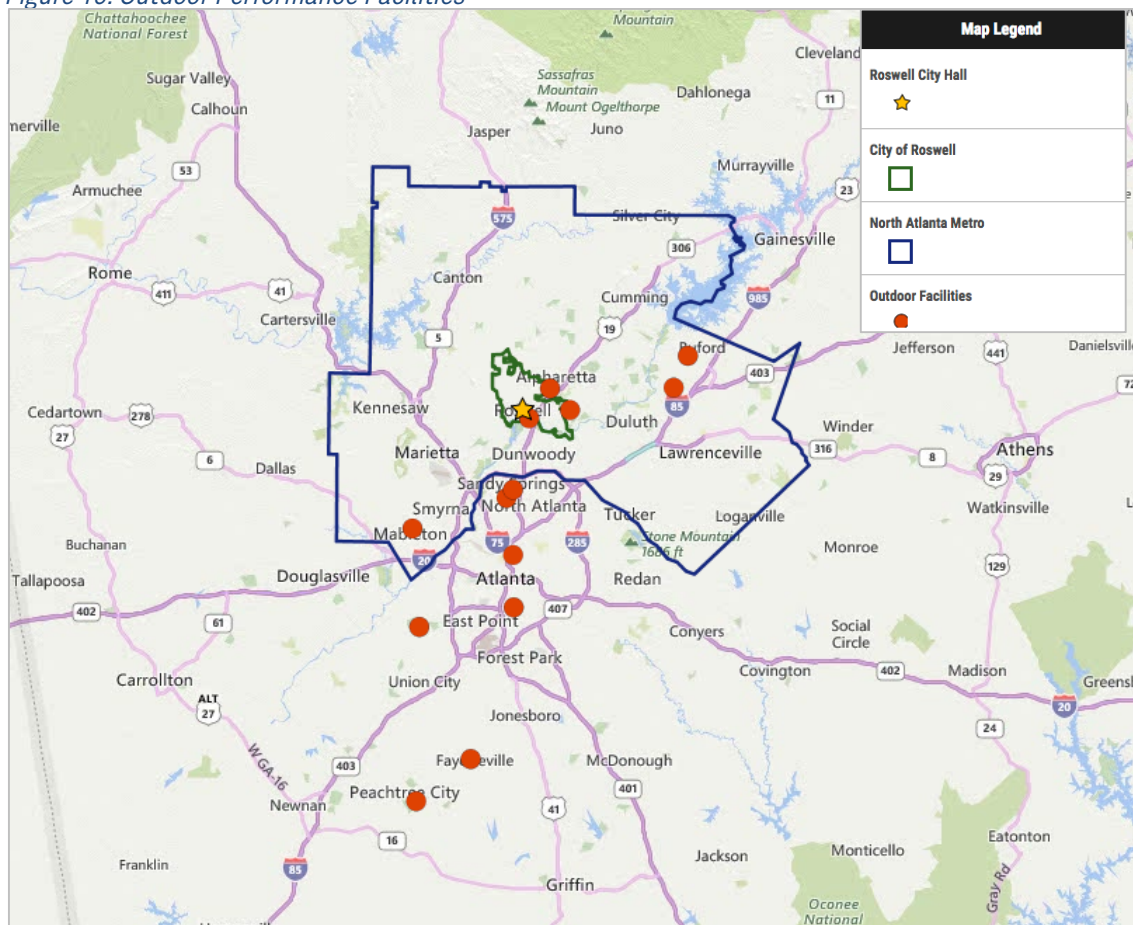 Figure 10: Outdoor Performance Facilities
Chattahoochee
National Forest
Mountain
Cleveland
Sugar Valley
Calhoun
Sassafras
Mountain
Mount Ogelthorpe
Dahlonega
11
merville
Jasper
Juno
53
Murrayville
Armuchee
23
575
Silver City
Gainesville
306
Rome
411
41
Canton
Cumming
985
Cartersville
19
5
Buford
Jefferson
441
Danielsville
Alpharetta
403
72
Cedartown
278
Kennesaw
Roswell
85
27
Duluth
Winder
316
Athens
6
Marietta
Dunwoody
Lawrenceville
8
Dallas
29
Sandy Springs
Smyrna
North Atlanta
Tucker
Loganville
Watkinsville
Mableton
75
285
Stone Mountain
1686 ft
Buchanan
20
Monroe
129
Tallapoosa
Douglasville
Atlanta
Redan
402
61
407
East Point
Conyers
Social
Circle
Forest Park
Carrollton
Union City
Covington
402
Madison
Greensb
ALT
27
20
Jonesboro
24
W GA-16
403
Fayetteville
McDonough
Newnan
Peachtree City
401
41
16
Eatonton
Franklin
85
Jackson
Monticello
Griffin
Gray Rd
Oconee
National
Map Legend
Roswell City Hall
City of Roswell
North Atlanta Metro
Outdoor Facilities